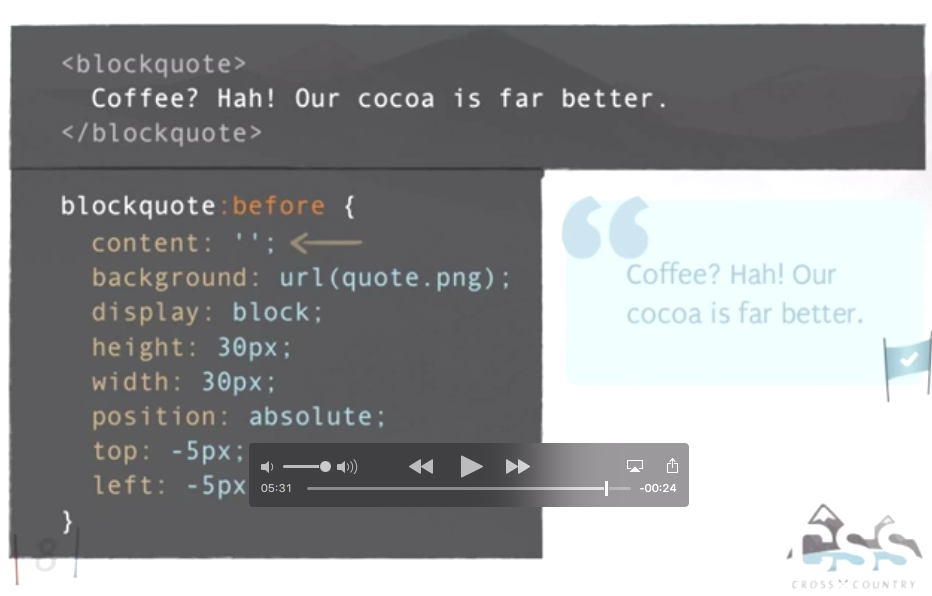 <blockquote>
Coffee? Hah! Our cocoa is far better.
</blockquote>
blockquote:before {
content: '';
background: url(quote.png);
display: block;
height: 30px;
width: 30px;
position: absolute;
top: -5px;
left: -5px
}
“
Coffee? Hah! Our
cocoa is far better.
05:31
-00:24
8
CSS
CROSS COUNTRY